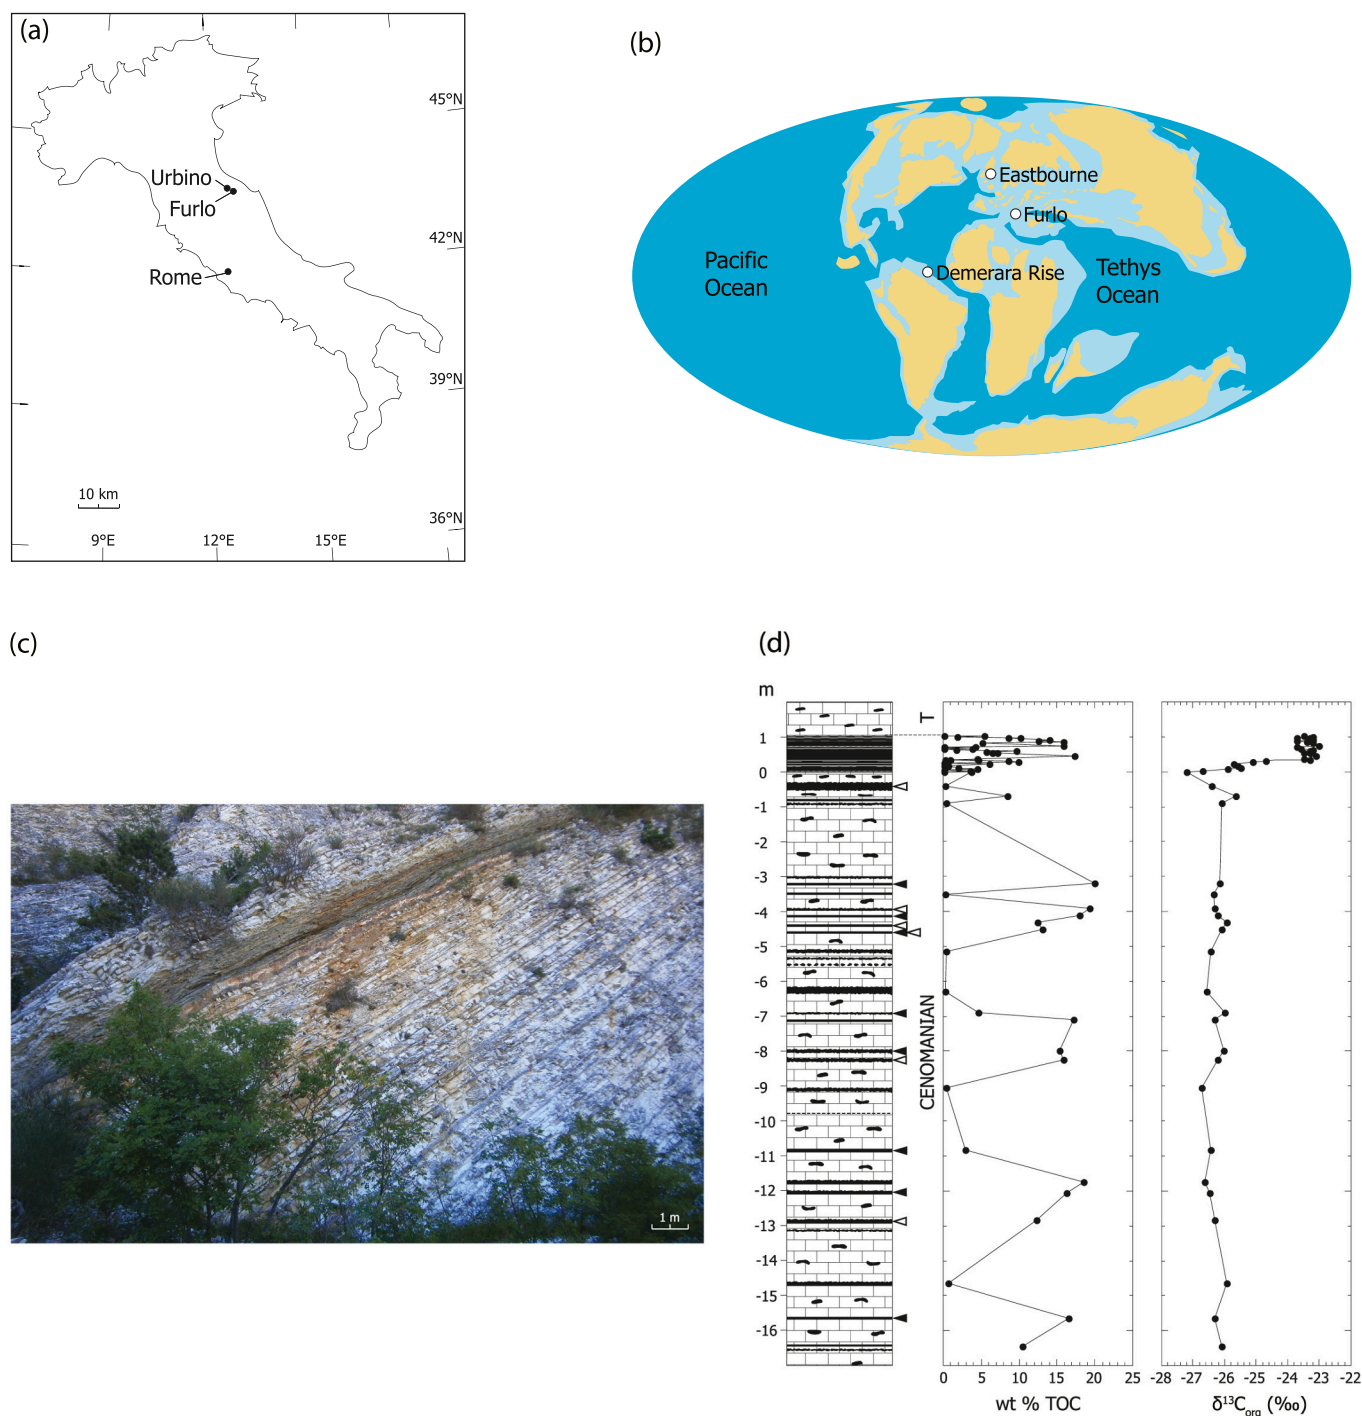 (a)
45°N
Urbino
Furlo
42°N
Rome
39°N
10 km
36°N
9°E 12°E 15°E
(b)
Eastbourne
Furlo
Pacific
Ocean
Demerara Rise
Tethys
Ocean
(c)
1 m
(d)
m
T
CENOMANIAN
1
0
-1
-2
-3
-4
-5
-6
-7
-8
-9
-10
-11
-12
-13
-14
-15
-16
0 5 10 15 20 25
wt % TOC
-28 -27 -26 -25 -24 -23 -22
δ¹³C_org (‰)